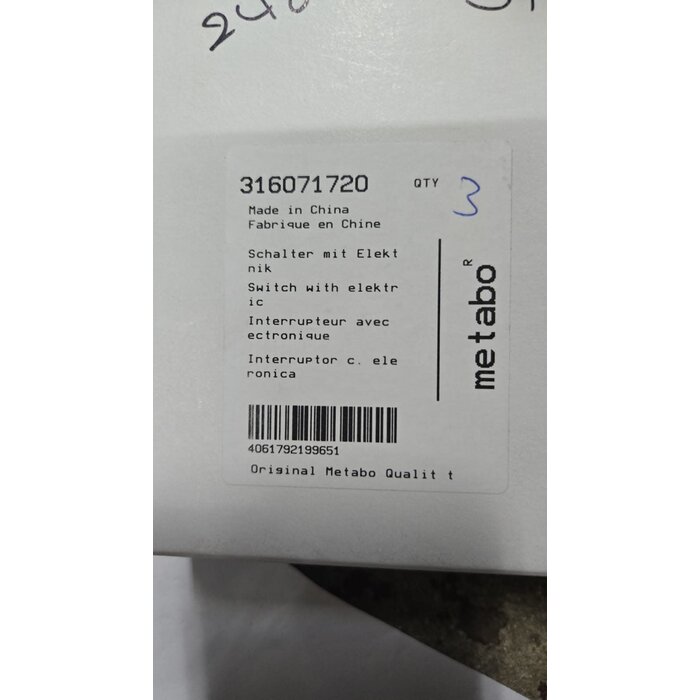 316071720 QTY 3
Made in China
Fabrique en Chine
Schalter mit Elekt
nik
Switch with elektr
ic
Interrupteur avec
ectronique
Interruptor c. ele
ronica
metabo R
4061792199651
Original Metabo Qualit t